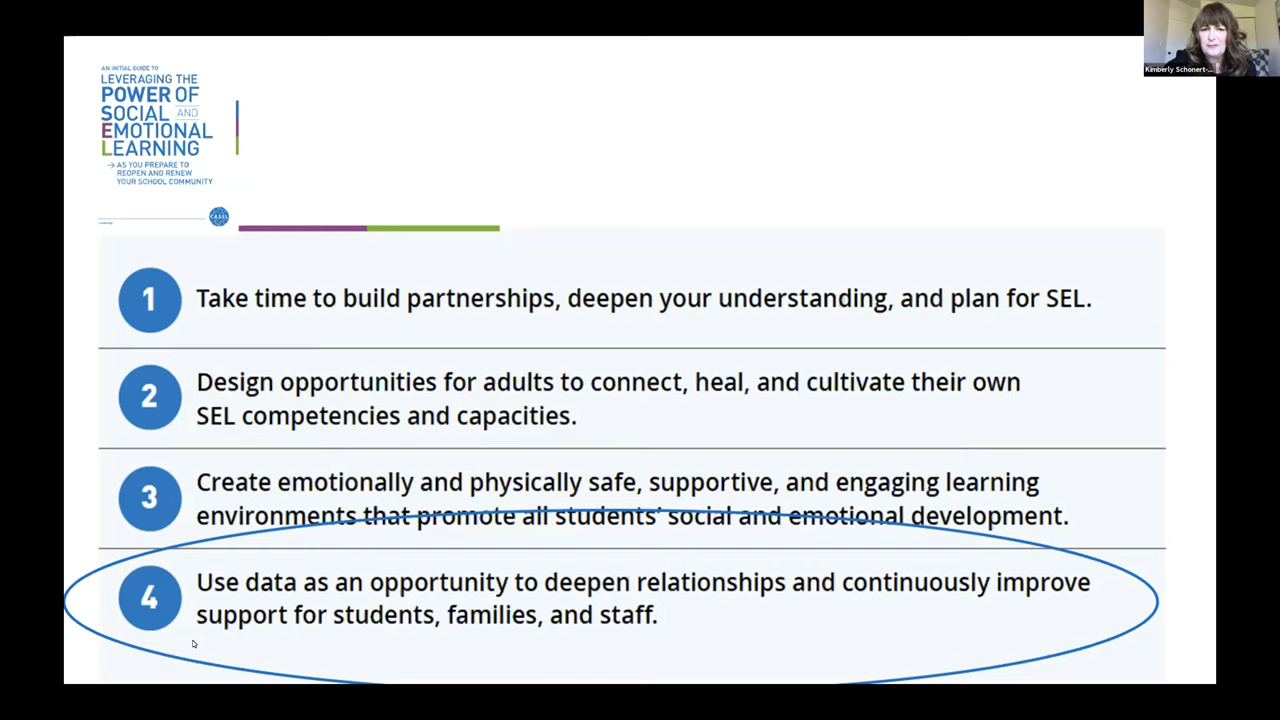 AN INITIAL GUIDE TO
LEVERAGING THE
POWER OF
SOCIAL AND
EMOTIONAL
LEARNING
→ AS YOU PREPARE TO
REOPEN AND RENEW
YOUR SCHOOL COMMUNITY
CASEL
Kimberly Schonert-...
1 Take time to build partnerships, deepen your understanding, and plan for SEL.
2 Design opportunities for adults to connect, heal, and cultivate their own
SEL competencies and capacities.
3 Create emotionally and physically safe, supportive, and engaging learning
environments that promote all students’ social and emotional development.
4 Use data as an opportunity to deepen relationships and continuously improve
support for students, families, and staff.